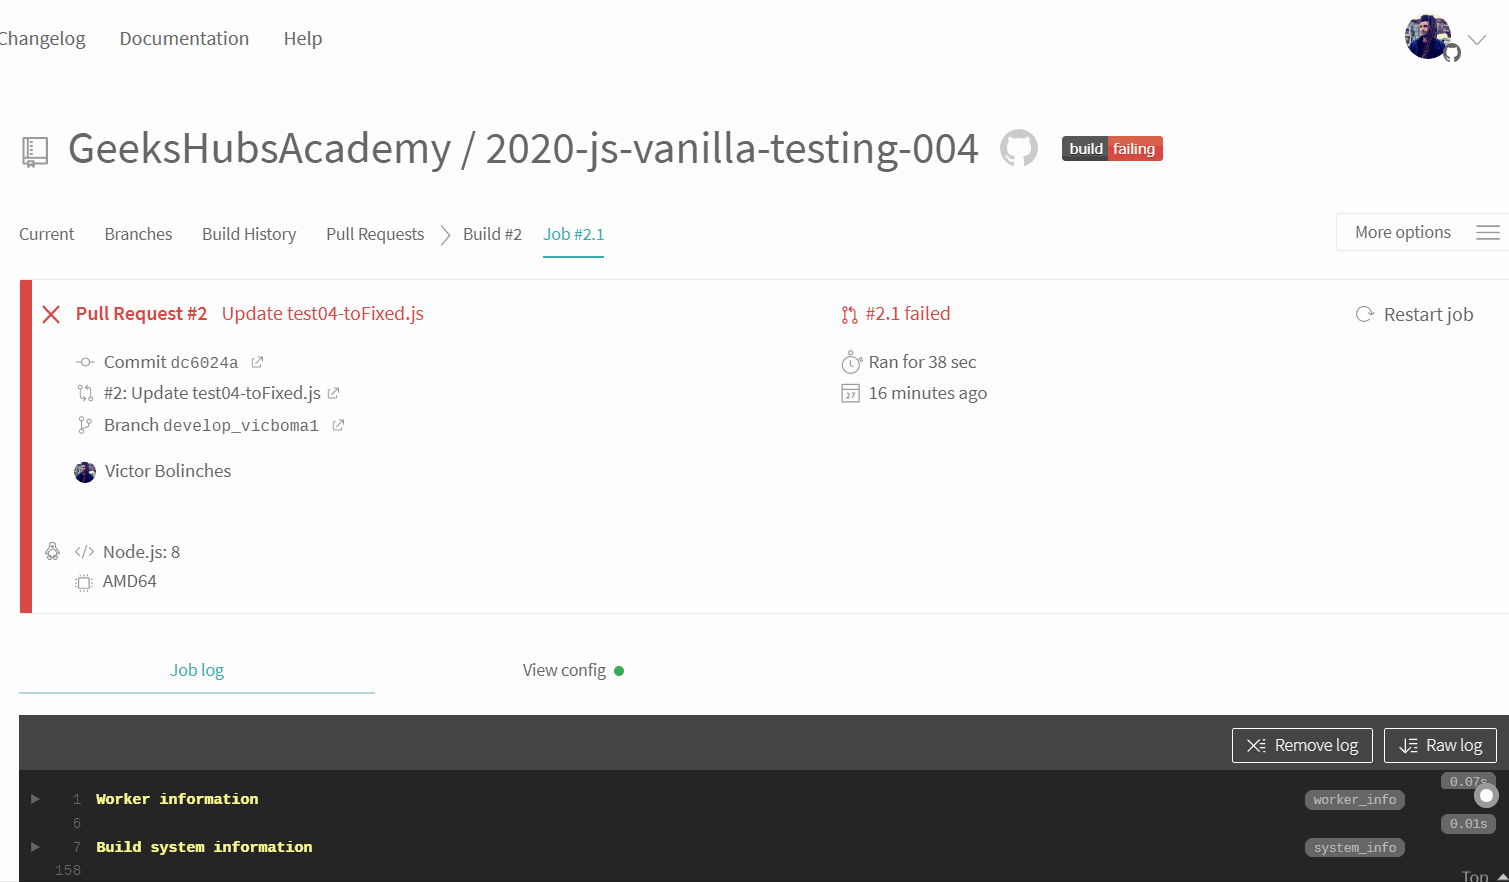 Changelog Documentation Help
GeeksHubsAcademy / 2020-js-vanilla-testing-004 build failing
Current Branches Build History Pull Requests Build #2 Job #2.1 More options
Pull Request #2 Update test04-toFixed.js #2.1 failed Restart job
Commit dc6024a Ran for 38 sec
#2: Update test04-toFixed.js 27 16 minutes ago
Branch develop_vicboma1
Victor Bolinches
</> Node.js: 8
AMD64
Job log View config
Remove log Raw log
0.07s
1 Worker information worker_info
6 0.01s
7 Build system information system_info
158
Top